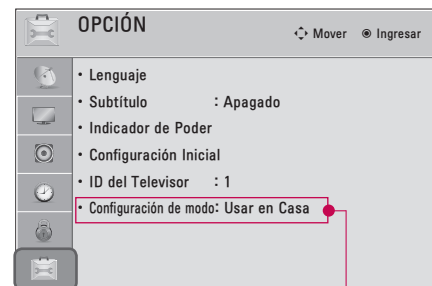 OPCIÓN
Mover Ingresar
• Lenguaje
• Subtítulo : Apagado
• Indicador de Poder
• Configuración Inicial
• ID del Televisor : 1
• Configuración de modo: Usar en Casa